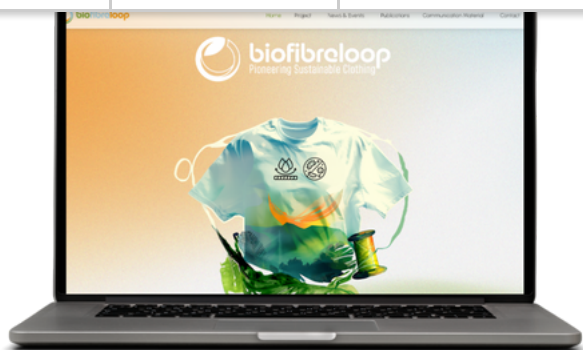 biofibreloop Home Project News & Events Publications Communication Material Contact
biofibreloop
Pioneering Sustainable Clothing